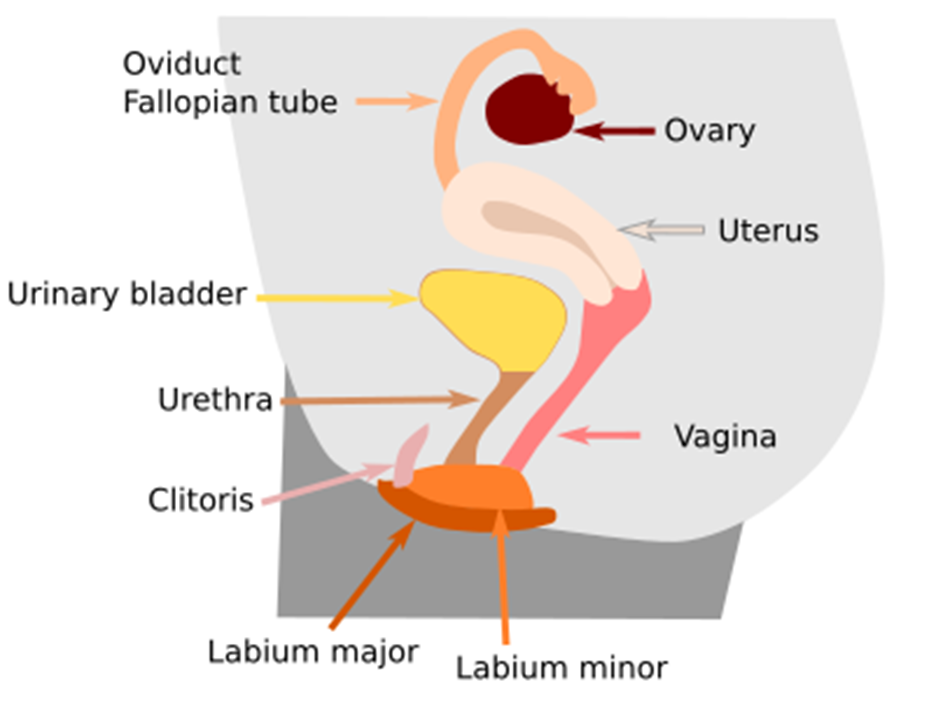 Oviduct
Fallopian tube
Ovary
Uterus
Urinary bladder
Urethra
Vagina
Clitoris
Labium major
Labium minor